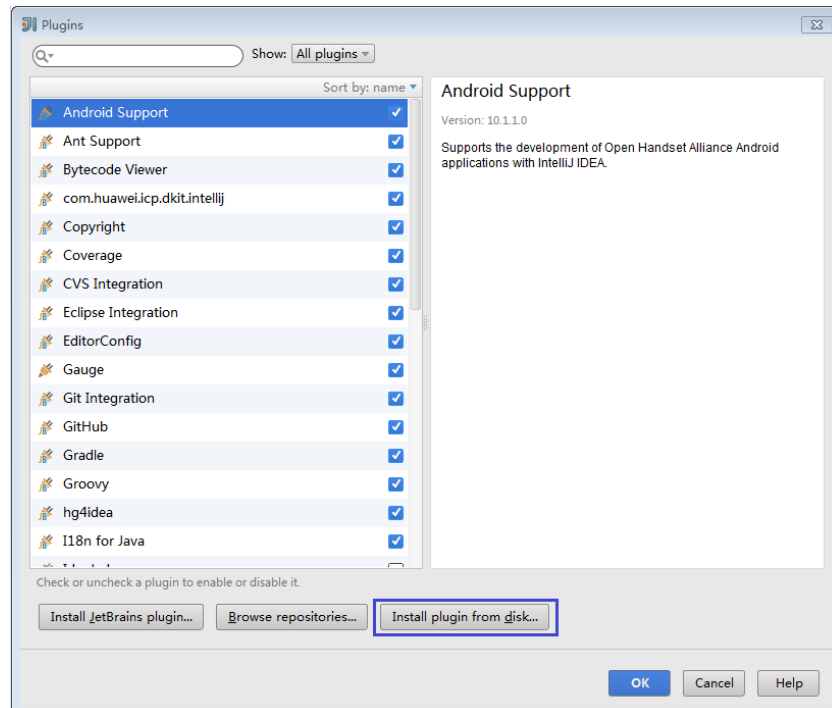 Plugins
Show: All plugins
Sort by: name
Android Support
Ant Support
Bytecode Viewer
com.huawei.icp.dkit.intellij
Copyright
Coverage
CVS Integration
Eclipse Integration
EditorConfig
Gauge
Git Integration
GitHub
Gradle
Groovy
hg4idea
I18n for Java
Android Support
Version: 10.1.1.0
Supports the development of Open Handset Alliance Android
applications with IntelliJ IDEA.
Check or uncheck a plugin to enable or disable it.
Install JetBrains plugin... Browse repositories... Install plugin from disk...
OK Cancel Help